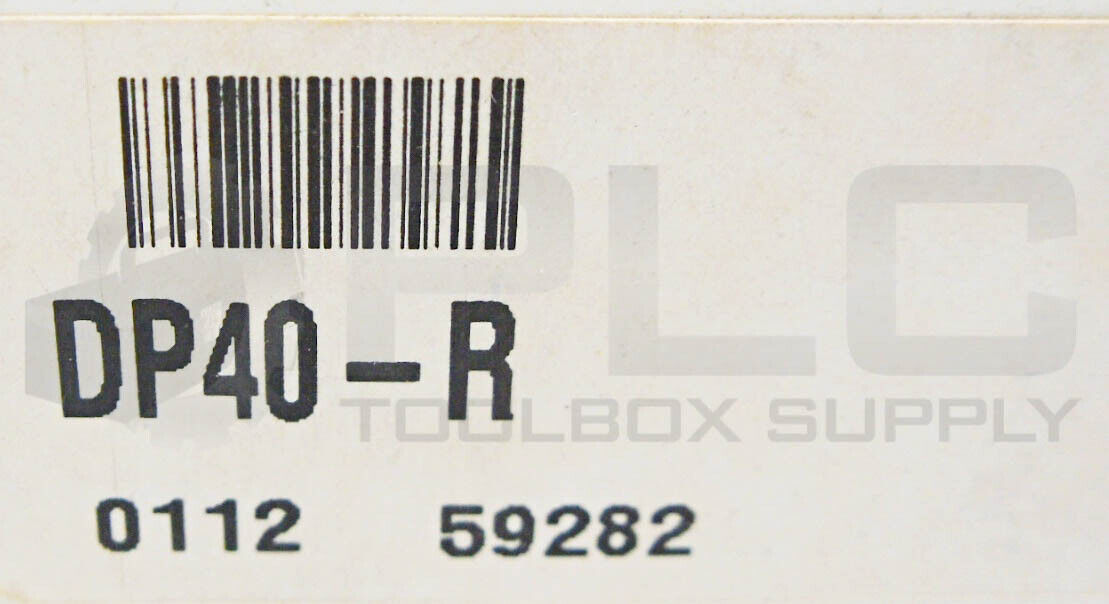 PLC
DP40-R
TOOLBOX SUPPLY
0112 59282